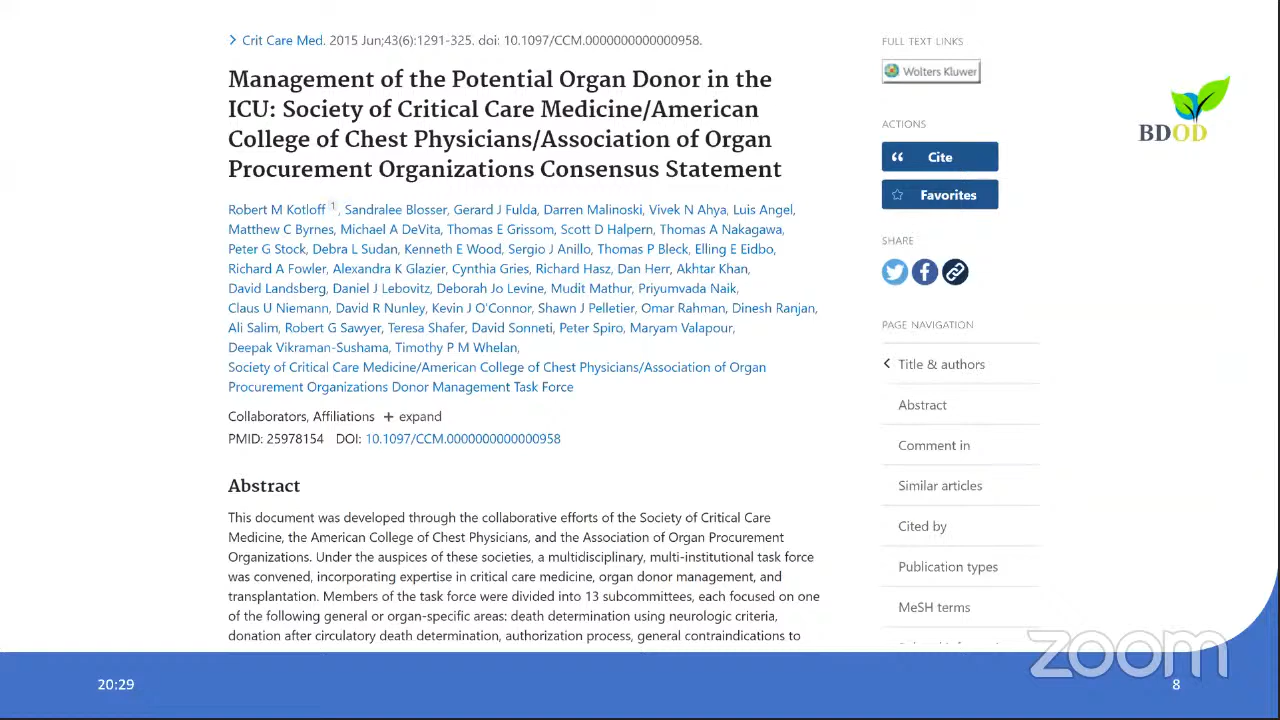 Crit Care Med. 2015 Jun;43(6):1291-325. doi: 10.1097/CCM.0000000000000958.
Management of the Potential Organ Donor in the
ICU: Society of Critical Care Medicine/American
College of Chest Physicians/Association of Organ
Procurement Organizations Consensus Statement
Robert M Kotloff 1, Sandralee Blosser, Gerard J Fulda, Darren Malinoski, Vivek N Ahya, Luis Angel,
Matthew C Byrnes, Michael A DeVita, Thomas E Grissom, Scott D Halpern, Thomas A Nakagawa,
Peter G Stock, Debra L Sudan, Kenneth E Wood, Sergio J Anillo, Thomas P Bleck, Elling E Eidbo,
Richard A Fowler, Alexandra K Glazier, Cynthia Gries, Richard Hasz, Dan Herr, Akhtar Khan,
David Landsberg, Daniel J Lebovitz, Deborah Jo Levine, Mudit Mathur, Priyumvada Naik,
Claus U Niemann, David R Nunley, Kevin J O'Connor, Shawn J Pelletier, Omar Rahman, Dinesh Ranjan,
Ali Salim, Robert G Sawyer, Teresa Shafer, David Sonneti, Peter Spiro, Maryam Valapour,
Deepak Vikraman-Sushama, Timothy P M Whelan,
Society of Critical Care Medicine/American College of Chest Physicians/Association of Organ
Procurement Organizations Donor Management Task Force
Collaborators, Affiliations + expand
PMID: 25978154 DOI: 10.1097/CCM.0000000000000958
Abstract
This document was developed through the collaborative efforts of the Society of Critical Care
Medicine, the American College of Chest Physicians, and the Association of Organ Procurement
Organizations. Under the auspices of these societies, a multidisciplinary, multi-institutional task force
was convened, incorporating expertise in critical care medicine, organ donor management, and
transplantation. Members of the task force were divided into 13 subcommittees, each focused on one
of the following general or organ-specific areas: death determination using neurologic criteria,
donation after circulatory death determination, authorization process, general contraindications to
FULL TEXT LINKS
Wolters Kluwer
ACTIONS
Cite
Favorites
SHARE
PAGE NAVIGATION
Title & authors
Abstract
Comment in
Similar articles
Cited by
Publication types
MeSH terms
BDOD
zoom
20:29
8